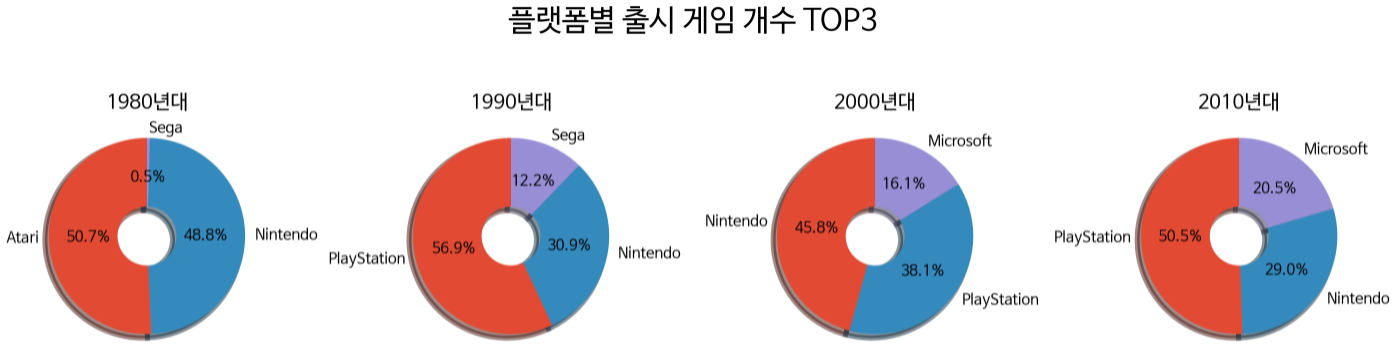 플랫폼별 출시 게임 개수 TOP3
1980년대
Sega
0.5%
Atari
50.7%
48.8%
Nintendo
1990년대
Sega
12.2%
PlayStation
56.9%
30.9%
Nintendo
2000년대
Microsoft
16.1%
Nintendo
45.8%
38.1%
PlayStation
2010년대
Microsoft
20.5%
PlayStation
50.5%
29.0%
Nintendo